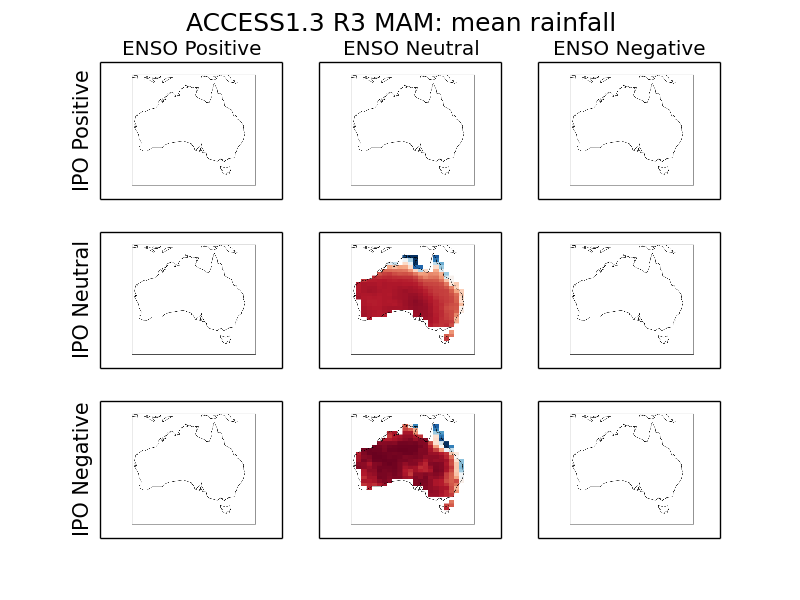 ACCESS1.3 R3 MAM: mean rainfall
ENSO Positive
ENSO Neutral
ENSO Negative
IPO Positive
IPO Neutral
IPO Negative